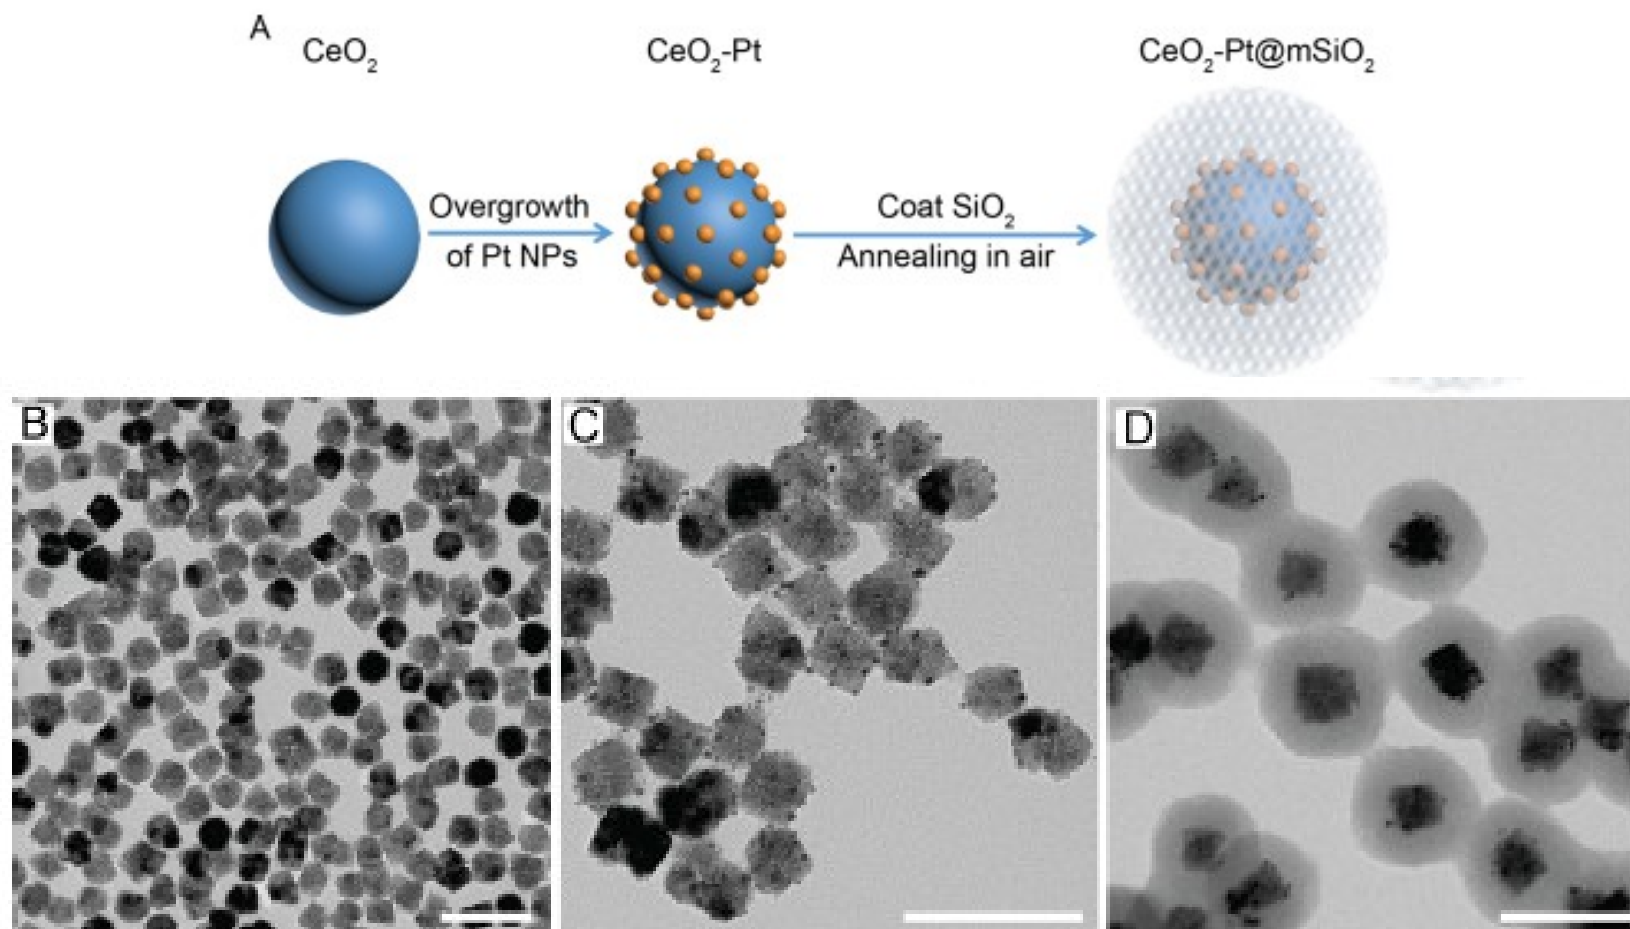 A
CeO₂ CeO₂-Pt CeO₂-Pt@mSiO₂
Overgrowth
of Pt NPs
Coat SiO₂
Annealing in air
B C D